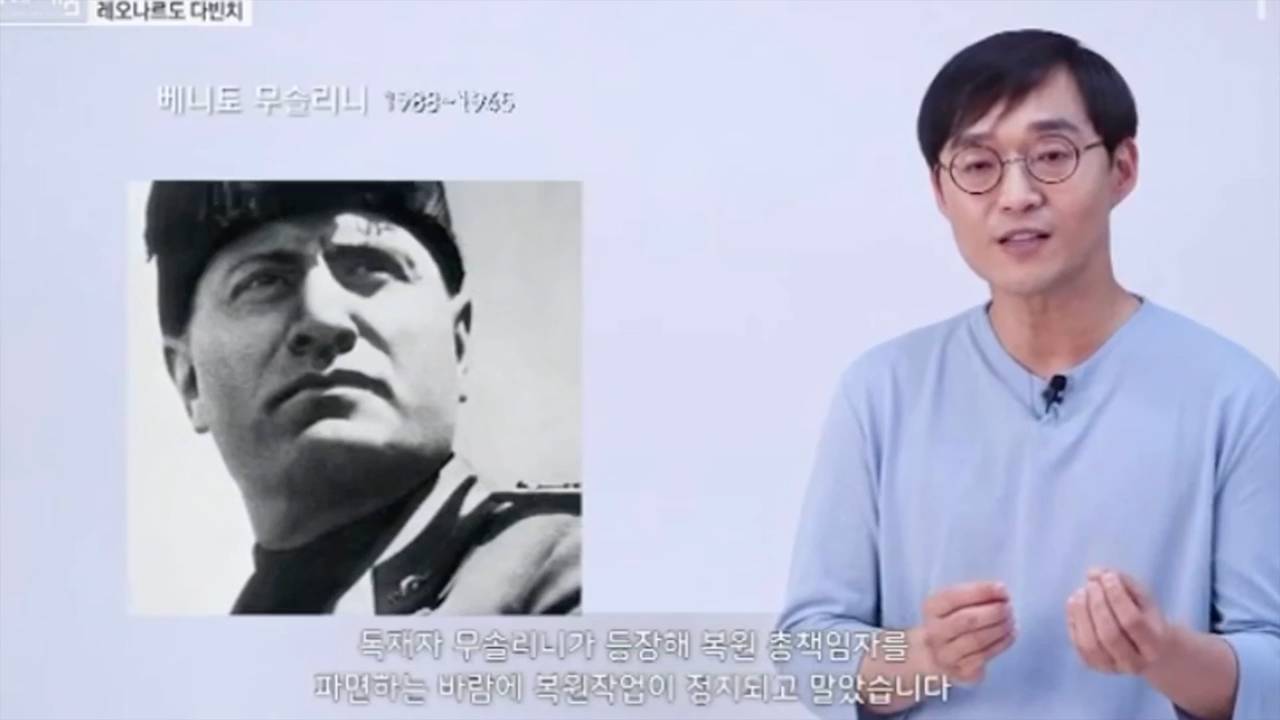 레오나르도 다빈치
베니토 무솔리니 1988~1945
독재자 무솔리니가 등장해 복원 총책임자를
파면하는 바람에 복원작업이 정지되고 말았습니다